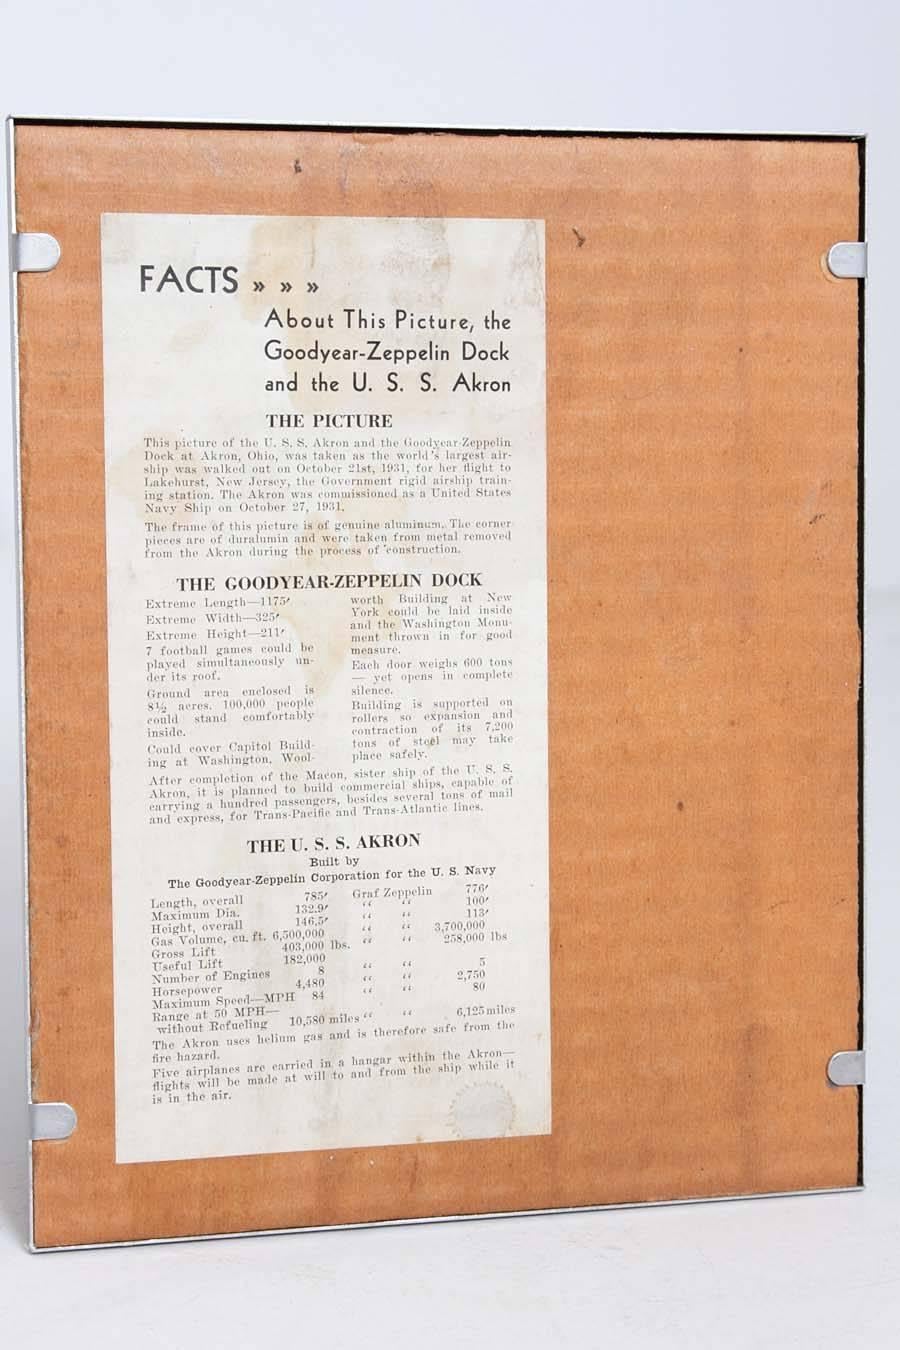 FACTS » » »
About This Picture, the
Goodyear-Zeppelin Dock
and the U. S. S. Akron
THE PICTURE
This picture of the U. S. S. Akron and the Goodyear-Zeppelin
Dock at Akron, Ohio, was taken as the world's largest air-
ship was walked out on October 21st, 1931, for her flight to
Lakehurst, New Jersey, the Government rigid airship train-
ing station. The Akron was commissioned as a United States
Navy Ship on October 27, 1931.
The frame of this picture is of genuine aluminum. The corner
pieces are of duralumin and were taken from metal removed
from the Akron during the process of construction.
THE GOODYEAR-ZEPPELIN DOCK
Extreme Length—1175′
Extreme Width—325′
Extreme Height—211′
7 football games could be
played simultaneously un-
der its roof.
Ground area enclosed is
8½ acres. 100,000 people
could stand comfortably
inside.
Could cover Capitol Build-
ing at Washington. Wool-
worth Building at New
York could be laid inside
and the Washington Monu-
ment thrown in for good
measure.
Each door weighs 600 tons
— yet opens in complete
silence.
Building is supported on
rollers so expansion and
contraction of its 7,200
tons of steel may take
place safely.
After completion of the Macon, sister ship of the U. S. S.
Akron, it is planned to build commercial ships, capable of
carrying a hundred passengers, besides several tons of mail
and express, for Trans-Pacific and Trans-Atlantic lines.
THE U. S. S. AKRON
Built by
The Goodyear-Zeppelin Corporation for the U. S. Navy
Length, overall 785′ Graf Zeppelin 776′
Maximum Dia. 132.9′ " " 100′
Height, overall 146.5′ " " 113′
Gas Volume, cu. ft. 6,500,000 " " 3,700,000
Gross Lift 403,000 lbs. " " 258,000 lbs
Useful Lift 182,000
Number of Engines 8 " " 5
Horsepower 4,480 " " 2,750
Maximum Speed—MPH 84 " " 80
Range at 50 MPH—
without Refueling 10,580 miles " " 6,125 miles
The Akron uses helium gas and is therefore safe from the
fire hazard.
Five airplanes are carried in a hangar within the Akron—
flights will be made at will to and from the ship while it
is in the air.